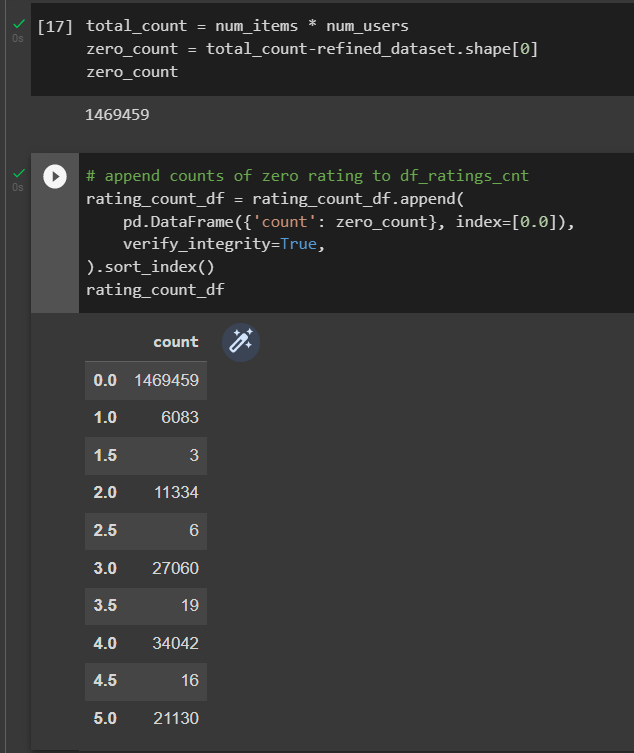 0s
[17] total_count = num_items * num_users
zero_count = total_count-refined_dataset.shape[0]
zero_count
1469459
0s
# append counts of zero rating to df_ratings_cnt
rating_count_df = rating_count_df.append(
    pd.DataFrame({'count': zero_count}, index=[0.0]),
    verify_integrity=True,
).sort_index()
rating_count_df
count
0.0 1469459
1.0 6083
1.5 3
2.0 11334
2.5 6
3.0 27060
3.5 19
4.0 34042
4.5 16
5.0 21130